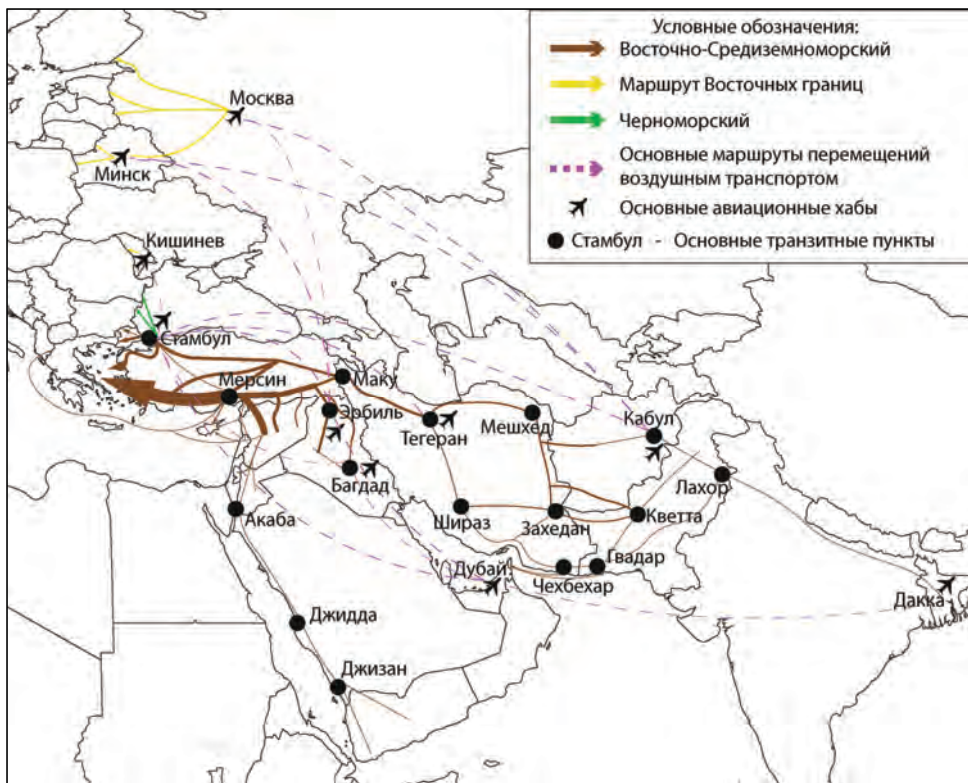 Условные обозначения:
Восточно-Средиземноморский
Маршрут Восточных границ
Черноморский
Основные маршруты перемещений
воздушным транспортом
Основные авиационные хабы
Стамбул - Основные транзитные пункты
Москва
Минск
Кишинев
Стамбул
Мерсин
Маку
Эрбиль
Тегеран
Мешхед
Кабул
Багдад
Лахор
Акаба
Шираз
Захедан
Кветта
Дубай
Чехбехар
Гвадар
Дакка
Джидда
Джизан